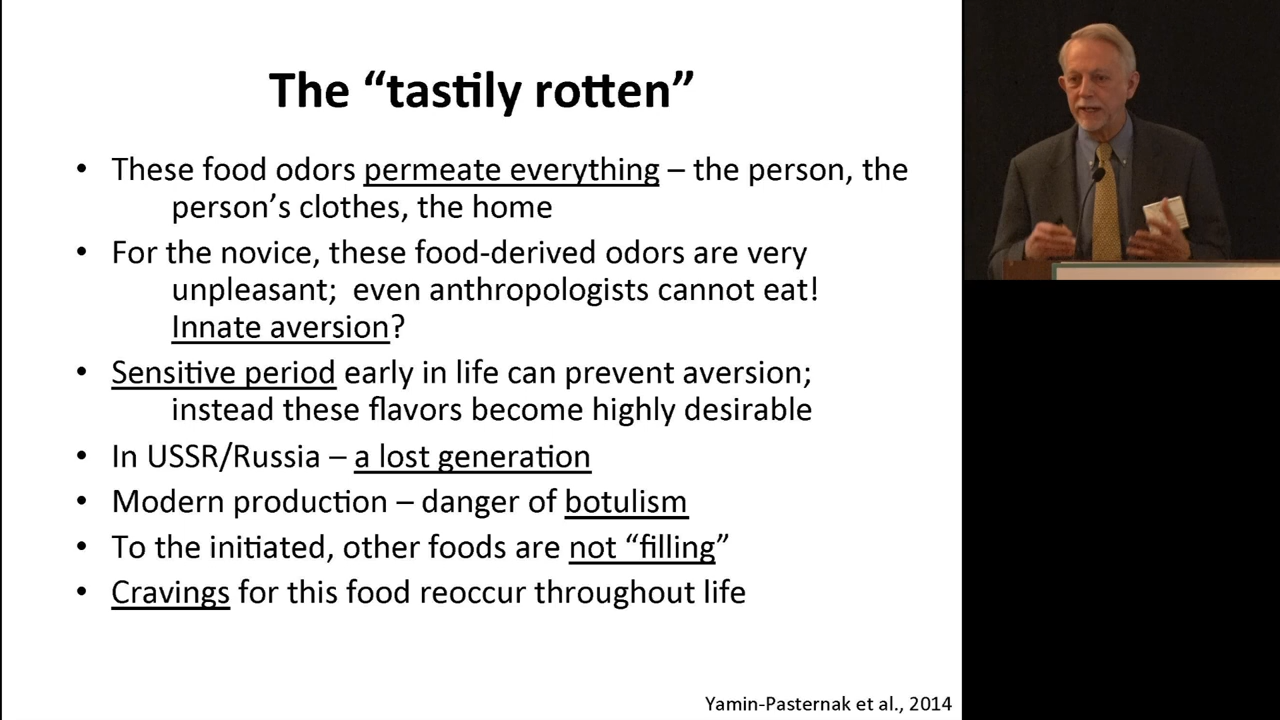 The “tastily rotten”
• These food odors permeate everything – the person, the
person’s clothes, the home
• For the novice, these food-derived odors are very
unpleasant; even anthropologists cannot eat!
Innate aversion?
• Sensitive period early in life can prevent aversion;
instead these flavors become highly desirable
• In USSR/Russia – a lost generation
• Modern production – danger of botulism
• To the initiated, other foods are not “filling”
• Cravings for this food reoccur throughout life
Yamin-Pasternak et al., 2014